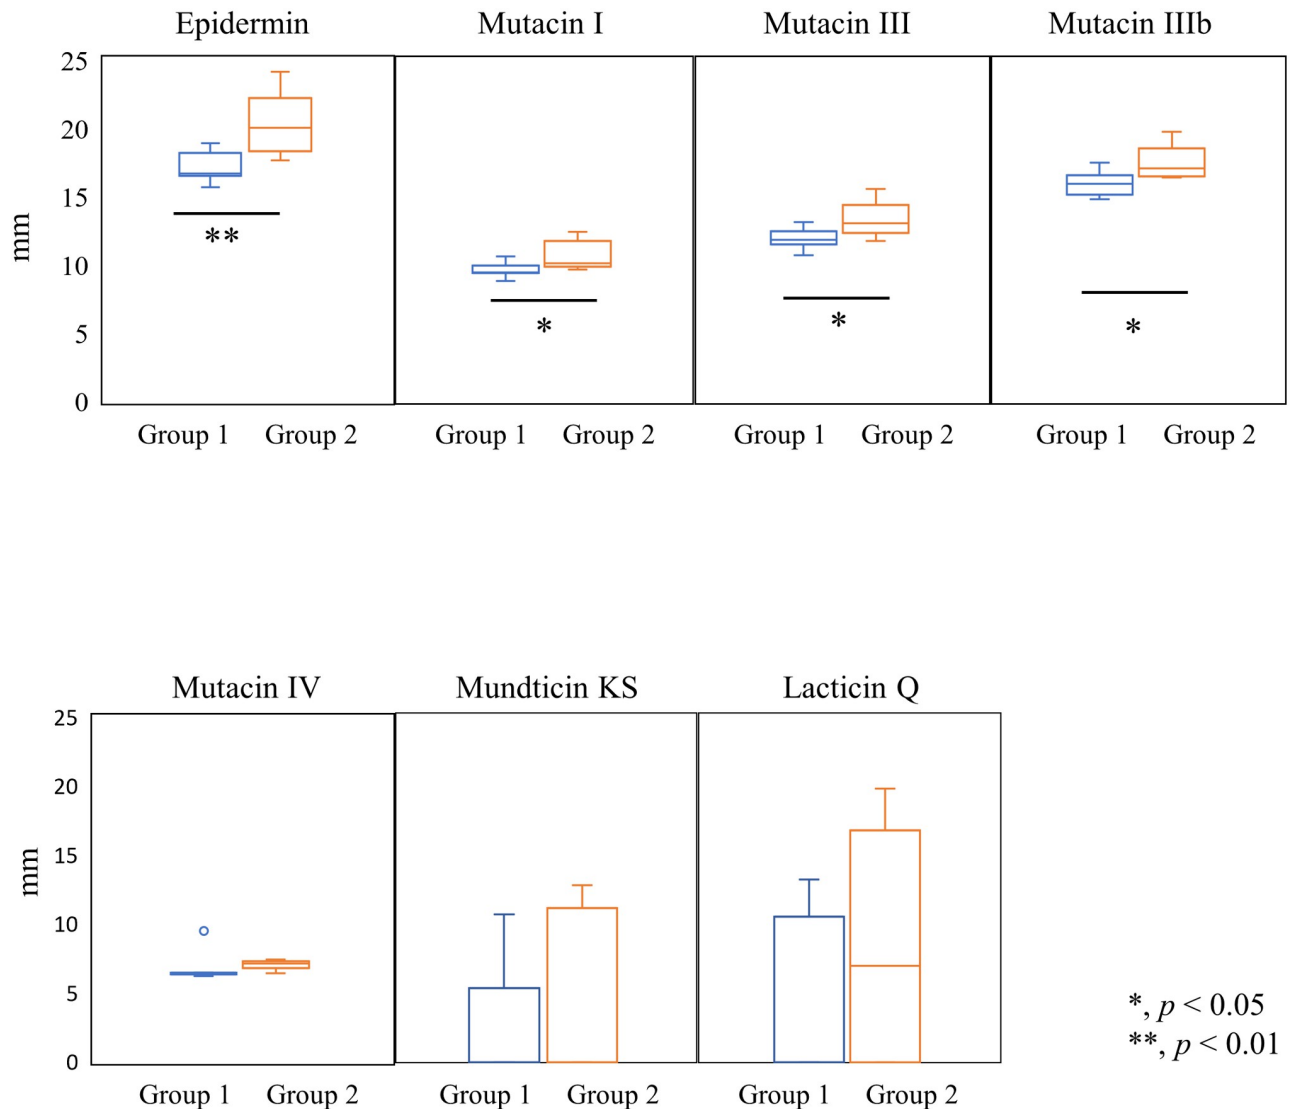 Epidermin Mutacin I Mutacin III Mutacin IIIb
25
20
15
10
5
0
mm
** * * *
Group 1 Group 2 Group 1 Group 2 Group 1 Group 2 Group 1 Group 2
Mutacin IV Mundticin KS Lacticin Q
25
20
15
10
5
0
mm
*, p < 0.05
**, p < 0.01
Group 1 Group 2 Group 1 Group 2 Group 1 Group 2